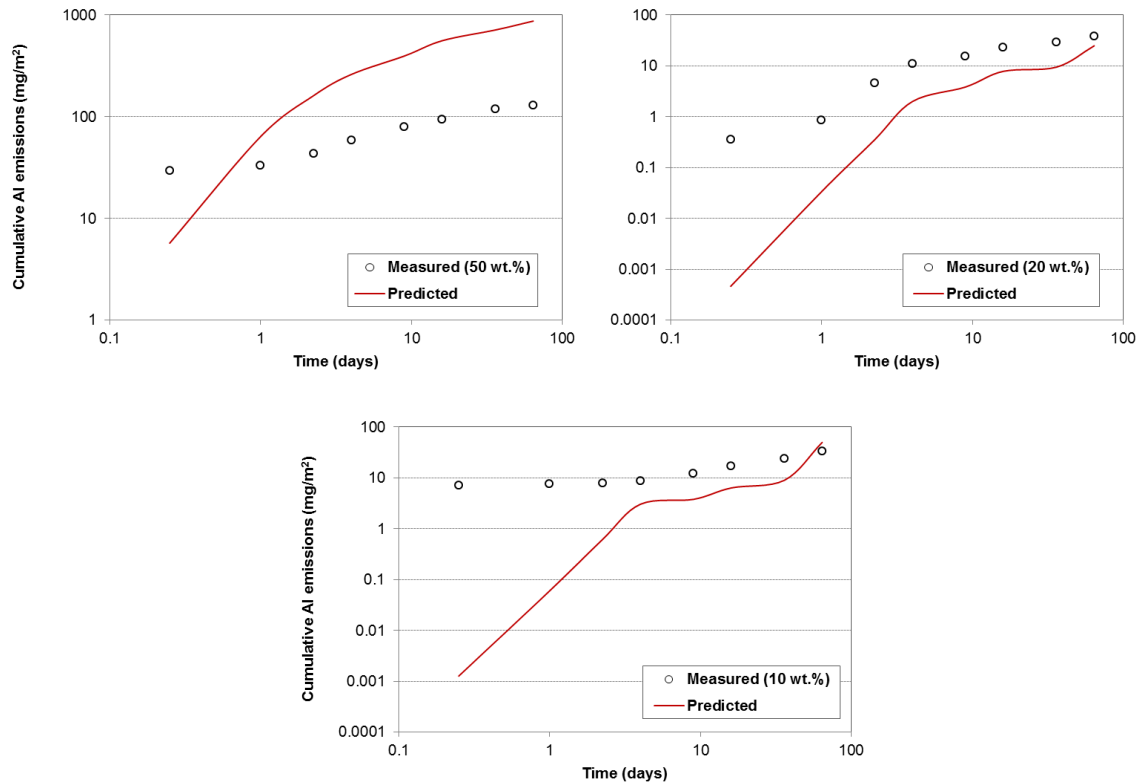 Cumulative Al emissions (mg/m²)
1000
100
10
1
0.1
1
10
100
Time (days)
Measured (50 wt.%)
Predicted
100
10
1
0.1
0.01
0.001
0.0001
0.1
1
10
100
Time (days)
Measured (20 wt.%)
Predicted
Cumulative Al emissions (mg/m²)
100
10
1
0.1
0.01
0.001
0.0001
0.1
1
10
100
Time (days)
Measured (10 wt.%)
Predicted